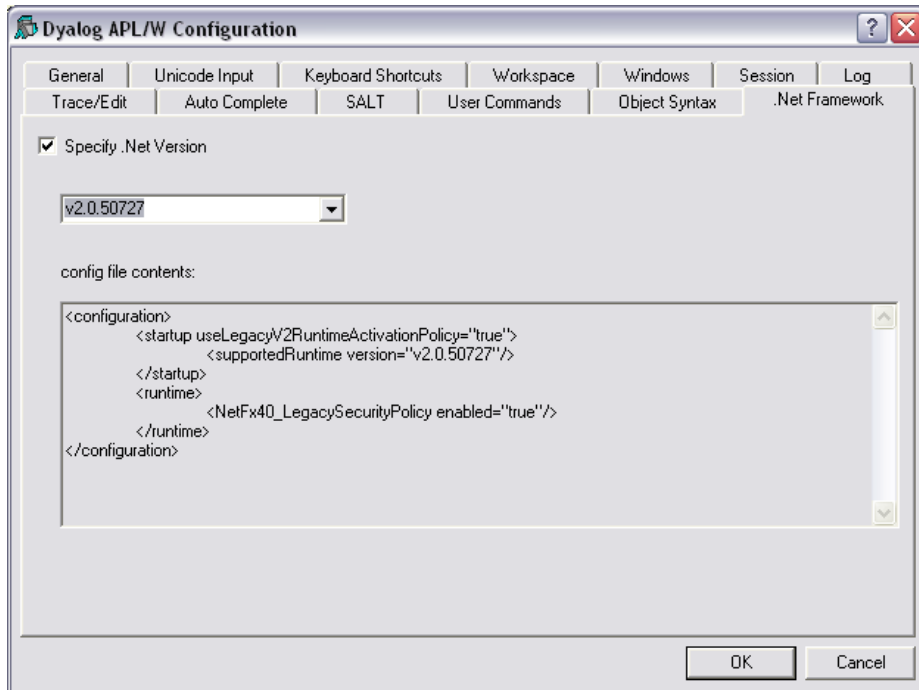 Dyalog APL/W Configuration
General Unicode Input Keyboard Shortcuts Workspace Windows Session Log
Trace/Edit Auto Complete SALT User Commands Object Syntax .Net Framework
Specify .Net Version
v2.0.50727
config file contents:
<configuration>
<startup useLegacyV2RuntimeActivationPolicy="true">
<supportedRuntime version="v2.0.50727"/>
</startup>
<runtime>
<NetFx40_LegacySecurityPolicy enabled="true"/>
</runtime>
</configuration>
OK Cancel